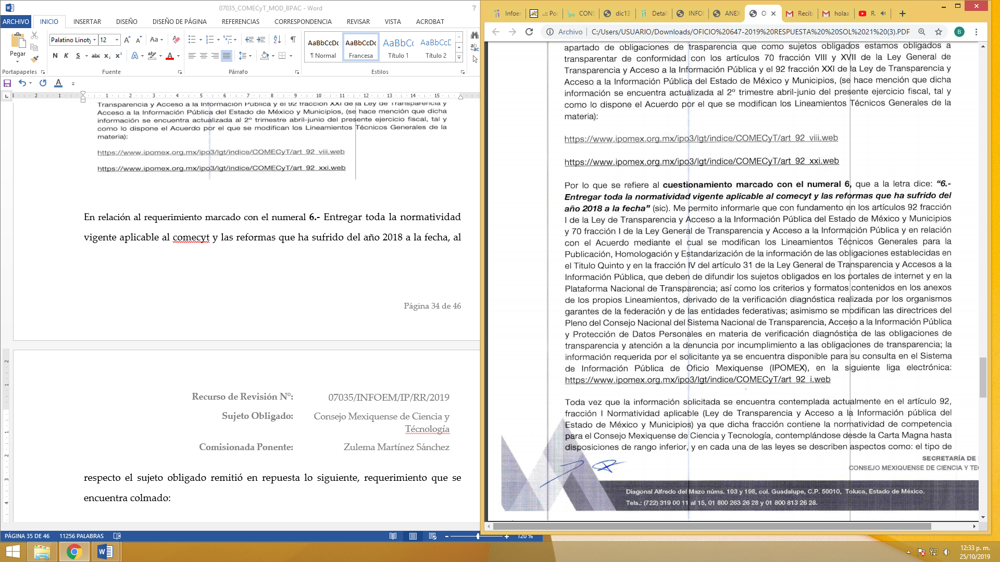 07035_COMECyT_MOD_BPAC - Word
ARCHIVO INICIO INSERTAR DISEÑO DISEÑO DE PÁGINA REFERENCIAS CORRESPONDENCIA REVISAR VISTA ACROBAT
Pegar
Palatino Linoty 12
N K S abc x₂ x²
AaBbCcDc AaBbCcDc AaBbC AaBbCcD
¶ Normal Francesa Título 1 Título 2
Portapapeles Fuente Párrafo Estilos
Transparencia y Acceso a la Información Pública y el 92 fracción XXI de la Ley de Transparencia y
Acceso a la Información Pública del Estado de México y Municipios, (se hace mención que dicha
información se encuentra actualizada al 2º trimestre abril-junio del presente ejercicio fiscal, tal y
como lo dispone el Acuerdo por el que se modifican los Lineamientos Técnicos Generales de la
materia):
https://www.ipomex.org.mx/ipo3/lgt/indice/COMECyT/art_92_viii.web
https://www.ipomex.org.mx/ipo3/lgt/indice/COMECyT/art_92_xxi.web
En relación al requerimiento marcado con el numeral 6.- Entregar toda la normatividad
vigente aplicable al comecyt y las reformas que ha sufrido del año 2018 a la fecha, al
Página 34 de 46
Recurso de Revisión N°: 07035/INFOEM/IP/RR/2019
Sujeto Obligado: Consejo Mexiquense de Ciencia y
Técnología
Comisionada Ponente: Zulema Martínez Sánchez
respecto el sujeto obligado remitió en repuesta lo siguiente, requerimiento que se
encuentra colmado:
PÁGINA 35 DE 46 11256 PALABRAS 120 %
Infoer ..:: Por CONS dic13 Detall INFO ANEX O Recib holaa R.
Archivo C:/Users/USUARIO/Downloads/OFICIO%20647-2019%20RESPUESTA%20%20SOL%2021%20(3).PDF B
apartado de obligaciones de trasparencia que como sujetos obligados estamos obligados a
transparentar de conformidad con los artículos 70 fracción VIII y XVII de la Ley General de
Transparencia y Acceso a la Información Pública y el 92 fracción XXI de la Ley de Transparencia y
Acceso a la Información Pública del Estado de México y Municipios, (se hace mención que dicha
información se encuentra actualizada al 2º trimestre abril-junio del presente ejercicio fiscal, tal y
como lo dispone el Acuerdo por el que se modifican los Lineamientos Técnicos Generales de la
materia):
https://www.ipomex.org.mx/ipo3/lgt/indice/COMECyT/art_92_viii.web
https://www.ipomex.org.mx/ipo3/lgt/indice/COMECyT/art_92_xxi.web
Por lo que se refiere al cuestionamiento marcado con el numeral 6, que a la letra dice: “6.-
Entregar toda la normatividad vigente aplicable al comecyt y las reformas que ha sufrido del
año 2018 a la fecha” (sic). Me permito informarle que con fundamento en los artículos 92 fracción
I de la Ley de Transparencia y Acceso a la Información Pública del Estado de México y Municipios
y 70 fracción I de la Ley General de Transparencia y Acceso a la Información Pública y en relación
con el Acuerdo mediante el cual se modifican los Lineamientos Técnicos Generales para la
Publicación, Homologación y Estandarización de la información de las obligaciones establecidas en
el Titulo Quinto y en la fracción IV del artículo 31 de la Ley General de Transparencia y Accesos a la
Información Pública, que deben de difundir los sujetos obligados en los portales de internet y en la
Plataforma Nacional de Transparencia; así como los criterios y formatos contenidos en los anexos
de los propios Lineamientos, derivado de la verificación diagnóstica realizada por los organismos
garantes de la federación y de las entidades federativas; asimismo se modifican las directrices del
Pleno del Consejo Nacional del Sistema Nacional de Transparencia, Acceso a la Información Pública
y Protección de Datos Personales en materia de verificación diagnóstica de las obligaciones de
transparencia y atención a la denuncia por incumplimiento a las obligaciones de transparencia; la
información requerida por el solicitante ya se encuentra disponible para su consulta en el Sistema
de Información Pública de Oficio Mexiquense (IPOMEX), en la siguiente liga electrónica:
https://www.ipomex.org.mx/ipo3/lgt/indice/COMECyT/art_92_i.web
Toda vez que la información solicitada se encuentra contemplada actualmente en el artículo 92,
fracción I Normatividad aplicable (Ley de Transparencia y Acceso a la Información pública del
Estado de México y Municipios) ya que dicha fracción contiene la normatividad de competencia
para el Consejo Mexiquense de Ciencia y Tecnología, contemplándose desde la Carta Magna hasta
disposiciones de rango inferior, y en cada una de las leyes se describen aspectos como: el tipo de
SECRETARÍA DE
CONSEJO MEXIQUENSE DE CIENCIA Y TE
Diagonal Alfredo del Mazo núms. 103 y 198, col. Guadalupe, C.P. 50010, Toluca, Estado de México.
Tels.: (722) 319 00 11 al 15, 01 800 263 26 28 y 01 800 813 26 28.
12:33 p. m.
25/10/2019